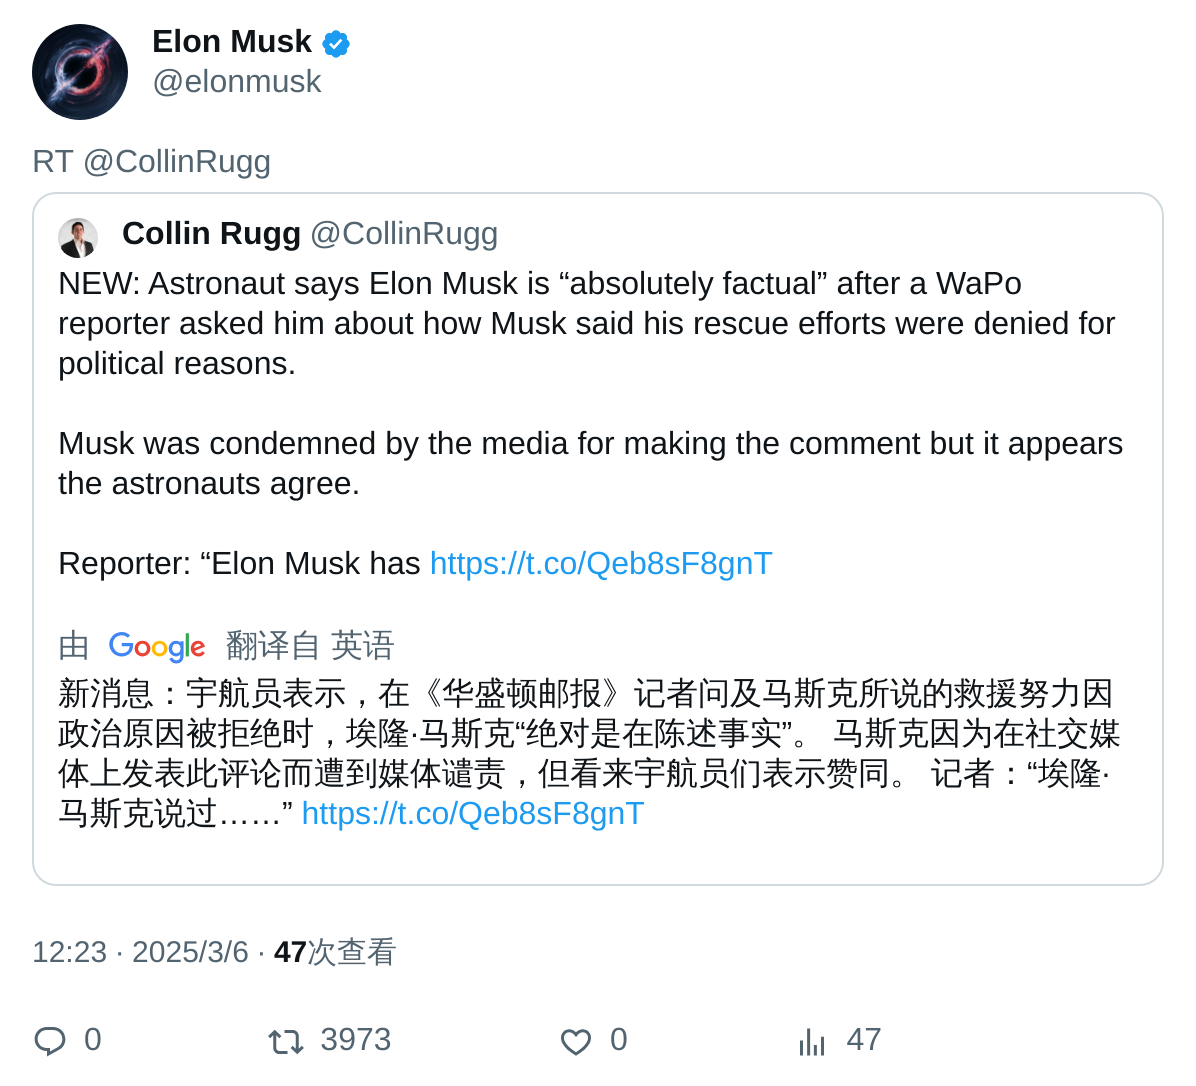 Elon Musk
@elonmusk
RT @CollinRugg
Collin Rugg @CollinRugg
NEW: Astronaut says Elon Musk is “absolutely factual” after a WaPo
reporter asked him about how Musk said his rescue efforts were denied for
political reasons.
Musk was condemned by the media for making the comment but it appears
the astronauts agree.
Reporter: “Elon Musk has https://t.co/Qeb8sF8gnT
由 Google 翻译自 英语
新消息：宇航员表示，在《华盛顿邮报》记者问及马斯克所说的救援努力因
政治原因被拒绝时，埃隆·马斯克“绝对是在陈述事实”。 马斯克因为在社交媒
体上发表此评论而遭到媒体谴责，但看来宇航员们表示赞同。 记者：“埃隆·
马斯克说过……” https://t.co/Qeb8sF8gnT
12:23 · 2025/3/6 · 47次查看
0 3973 0 47